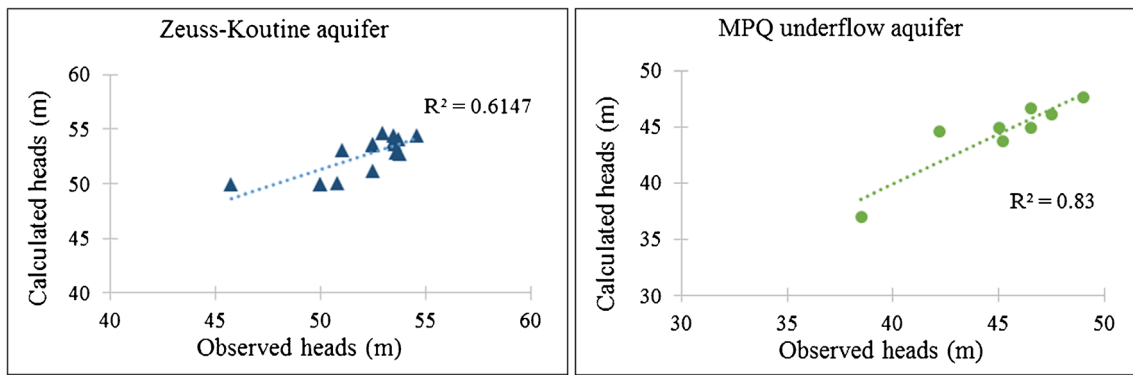 Zeuss-Koutine aquifer
Calculated heads (m)
60
55
50
45
40
R² = 0.6147
40 45 50 55 60
Observed heads (m)
MPQ underflow aquifer
Calculated heads (m)
50
45
40
35
30
R² = 0.83
30 35 40 45 50
Observed heads (m)